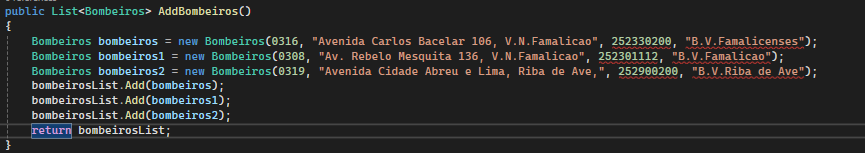 public List<Bombeiros> AddBombeiros()
{
Bombeiros bombeiros = new Bombeiros(0316, "Avenida Carlos Bacelar 106, V.N.Famalicao", 252330200, "B.V.Famalicenses");
Bombeiros bombeiros1 = new Bombeiros(0308, "Av. Rebelo Mesquita 136, V.N.Famalicao", 252301112, "B.V.Famalicao");
Bombeiros bombeiros2 = new Bombeiros(0319, "Avenida Cidade Abreu e Lima, Riba de Ave,", 252900200, "B.V.Riba de Ave");
bombeirosList.Add(bombeiros);
bombeirosList.Add(bombeiros1);
bombeirosList.Add(bombeiros2);
return bombeirosList;
}